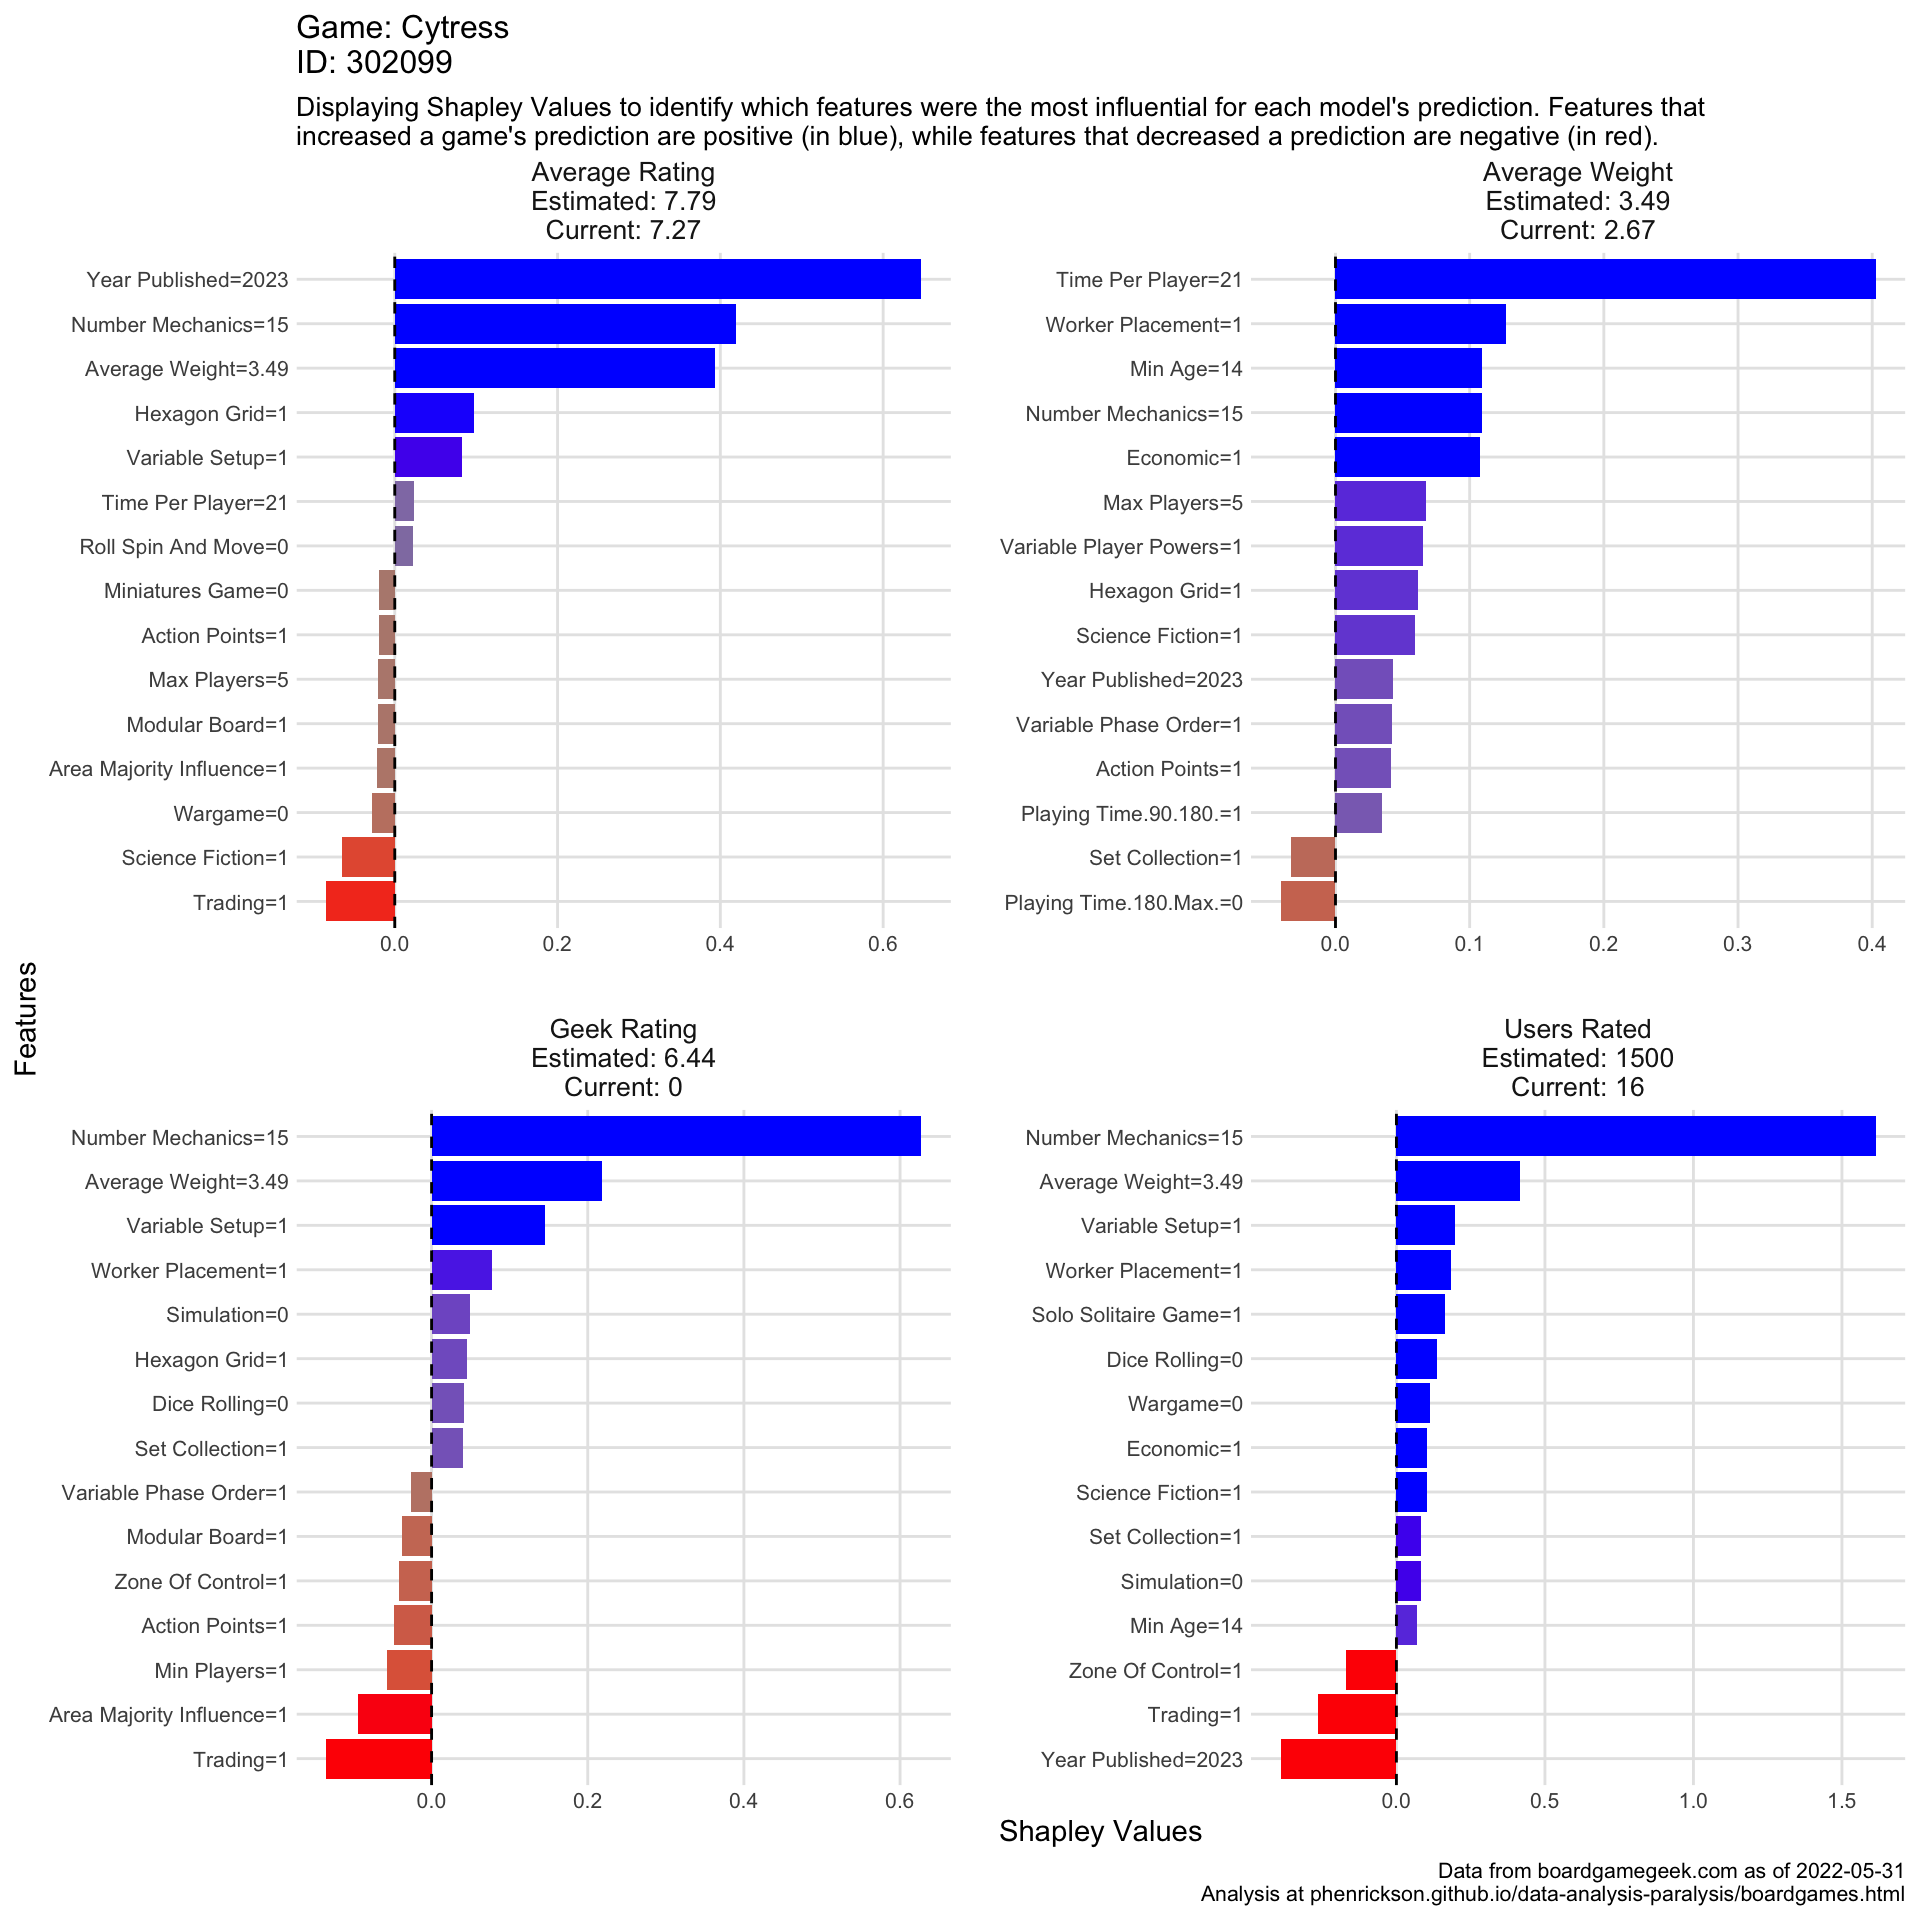 Game: Cytress
ID: 302099
Displaying Shapley Values to identify which features were the most influential for each model's prediction. Features that
increased a game's prediction are positive (in blue), while features that decreased a prediction are negative (in red).
Average Rating
Estimated: 7.79
Current: 7.27
Year Published=2023
Number Mechanics=15
Average Weight=3.49
Hexagon Grid=1
Variable Setup=1
Time Per Player=21
Roll Spin And Move=0
Miniatures Game=0
Action Points=1
Max Players=5
Modular Board=1
Area Majority Influence=1
Wargame=0
Science Fiction=1
Trading=1
0.0 0.2 0.4 0.6
Average Weight
Estimated: 3.49
Current: 2.67
Time Per Player=21
Worker Placement=1
Min Age=14
Number Mechanics=15
Economic=1
Max Players=5
Variable Player Powers=1
Hexagon Grid=1
Science Fiction=1
Year Published=2023
Variable Phase Order=1
Action Points=1
Playing Time.90.180.=1
Set Collection=1
Playing Time.180.Max.=0
0.0 0.1 0.2 0.3 0.4
Features
Geek Rating
Estimated: 6.44
Current: 0
Number Mechanics=15
Average Weight=3.49
Variable Setup=1
Worker Placement=1
Simulation=0
Hexagon Grid=1
Dice Rolling=0
Set Collection=1
Variable Phase Order=1
Modular Board=1
Zone Of Control=1
Action Points=1
Min Players=1
Area Majority Influence=1
Trading=1
0.0 0.2 0.4 0.6
Users Rated
Estimated: 1500
Current: 16
Number Mechanics=15
Average Weight=3.49
Variable Setup=1
Worker Placement=1
Solo Solitaire Game=1
Dice Rolling=0
Wargame=0
Economic=1
Science Fiction=1
Set Collection=1
Simulation=0
Min Age=14
Zone Of Control=1
Trading=1
Year Published=2023
0.0 0.5 1.0 1.5
Shapley Values
Data from boardgamegeek.com as of 2022-05-31
Analysis at phenrickson.github.io/data-analysis-paralysis/boardgames.html